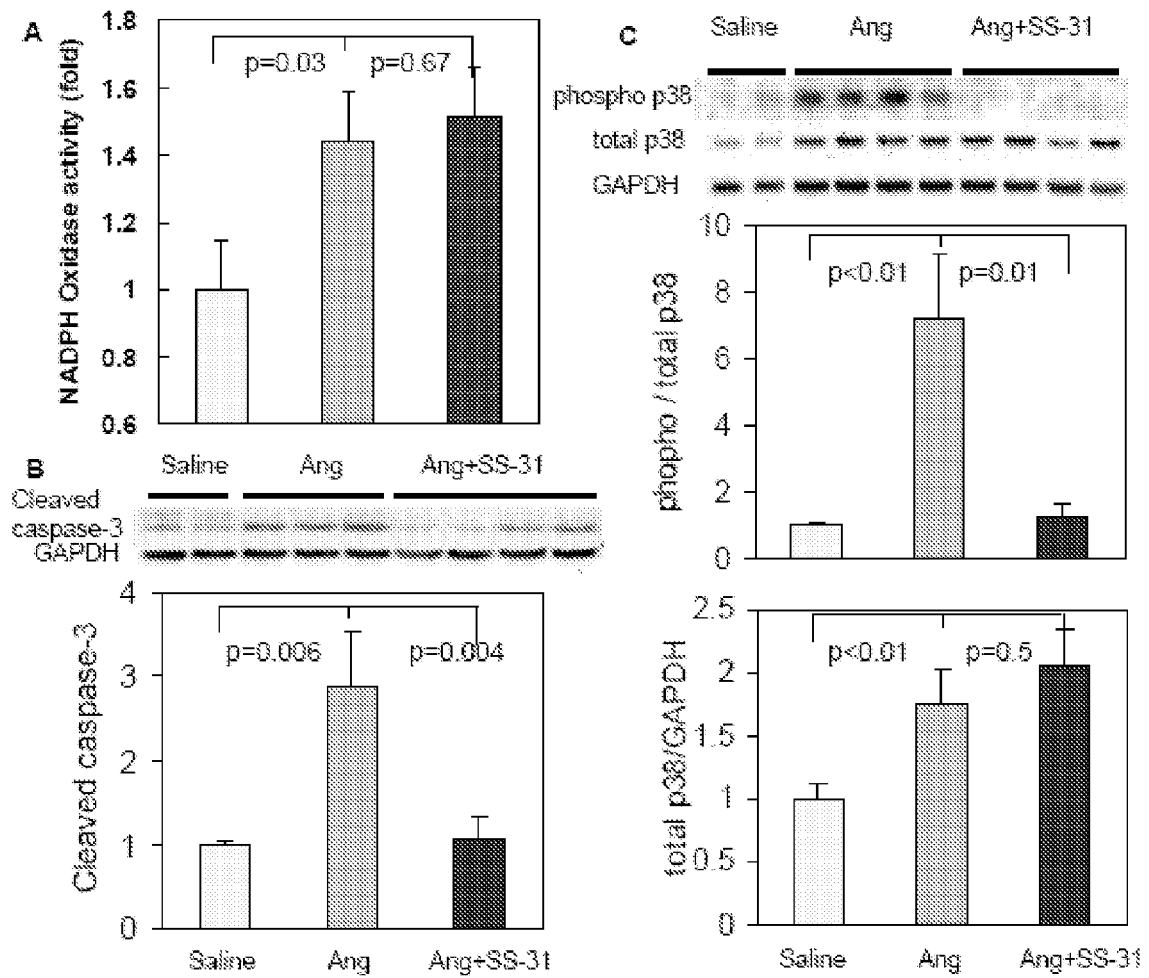 A
NADPH Oxidase activity (fold)
1.8
1.6
1.4
1.2
1
0.8
0.6
p=0.03
p=0.67
Saline
Ang
Ang+SS-31
B
Cleaved
caspase-3
GAPDH
Cleaved caspase-3
4
3
2
1
0
p=0.006
p=0.004
Saline
Ang
Ang+SS-31
C
Saline
Ang
Ang+SS-31
phospho p38
total p38
GAPDH
phopho / total p38
10
8
6
4
2
0
p<0.01
p=0.01
total p38/GAPDH
2.5
2
1.5
1
0.5
0
p<0.01
p=0.5
Saline
Ang
Ang+SS-31